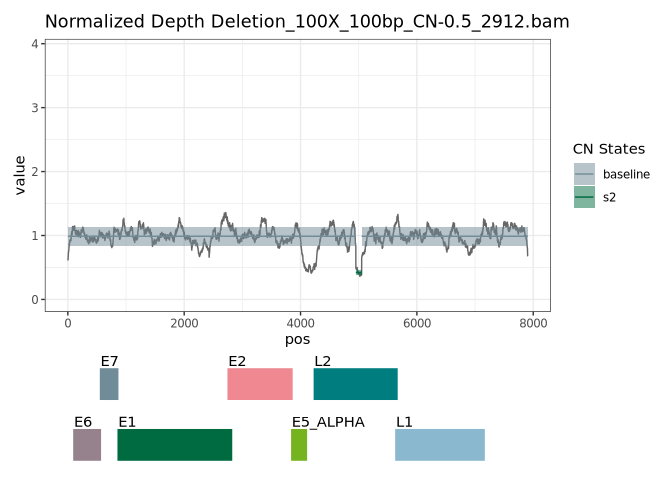 Normalized Depth Deletion_100X_100bp_CN-0.5_2912.bam
4
3
2
1
0
value
0 2000 4000 6000 8000
pos
CN States
baseline
s2
E7 E2 L2
E6 E1 E5_ALPHA L1